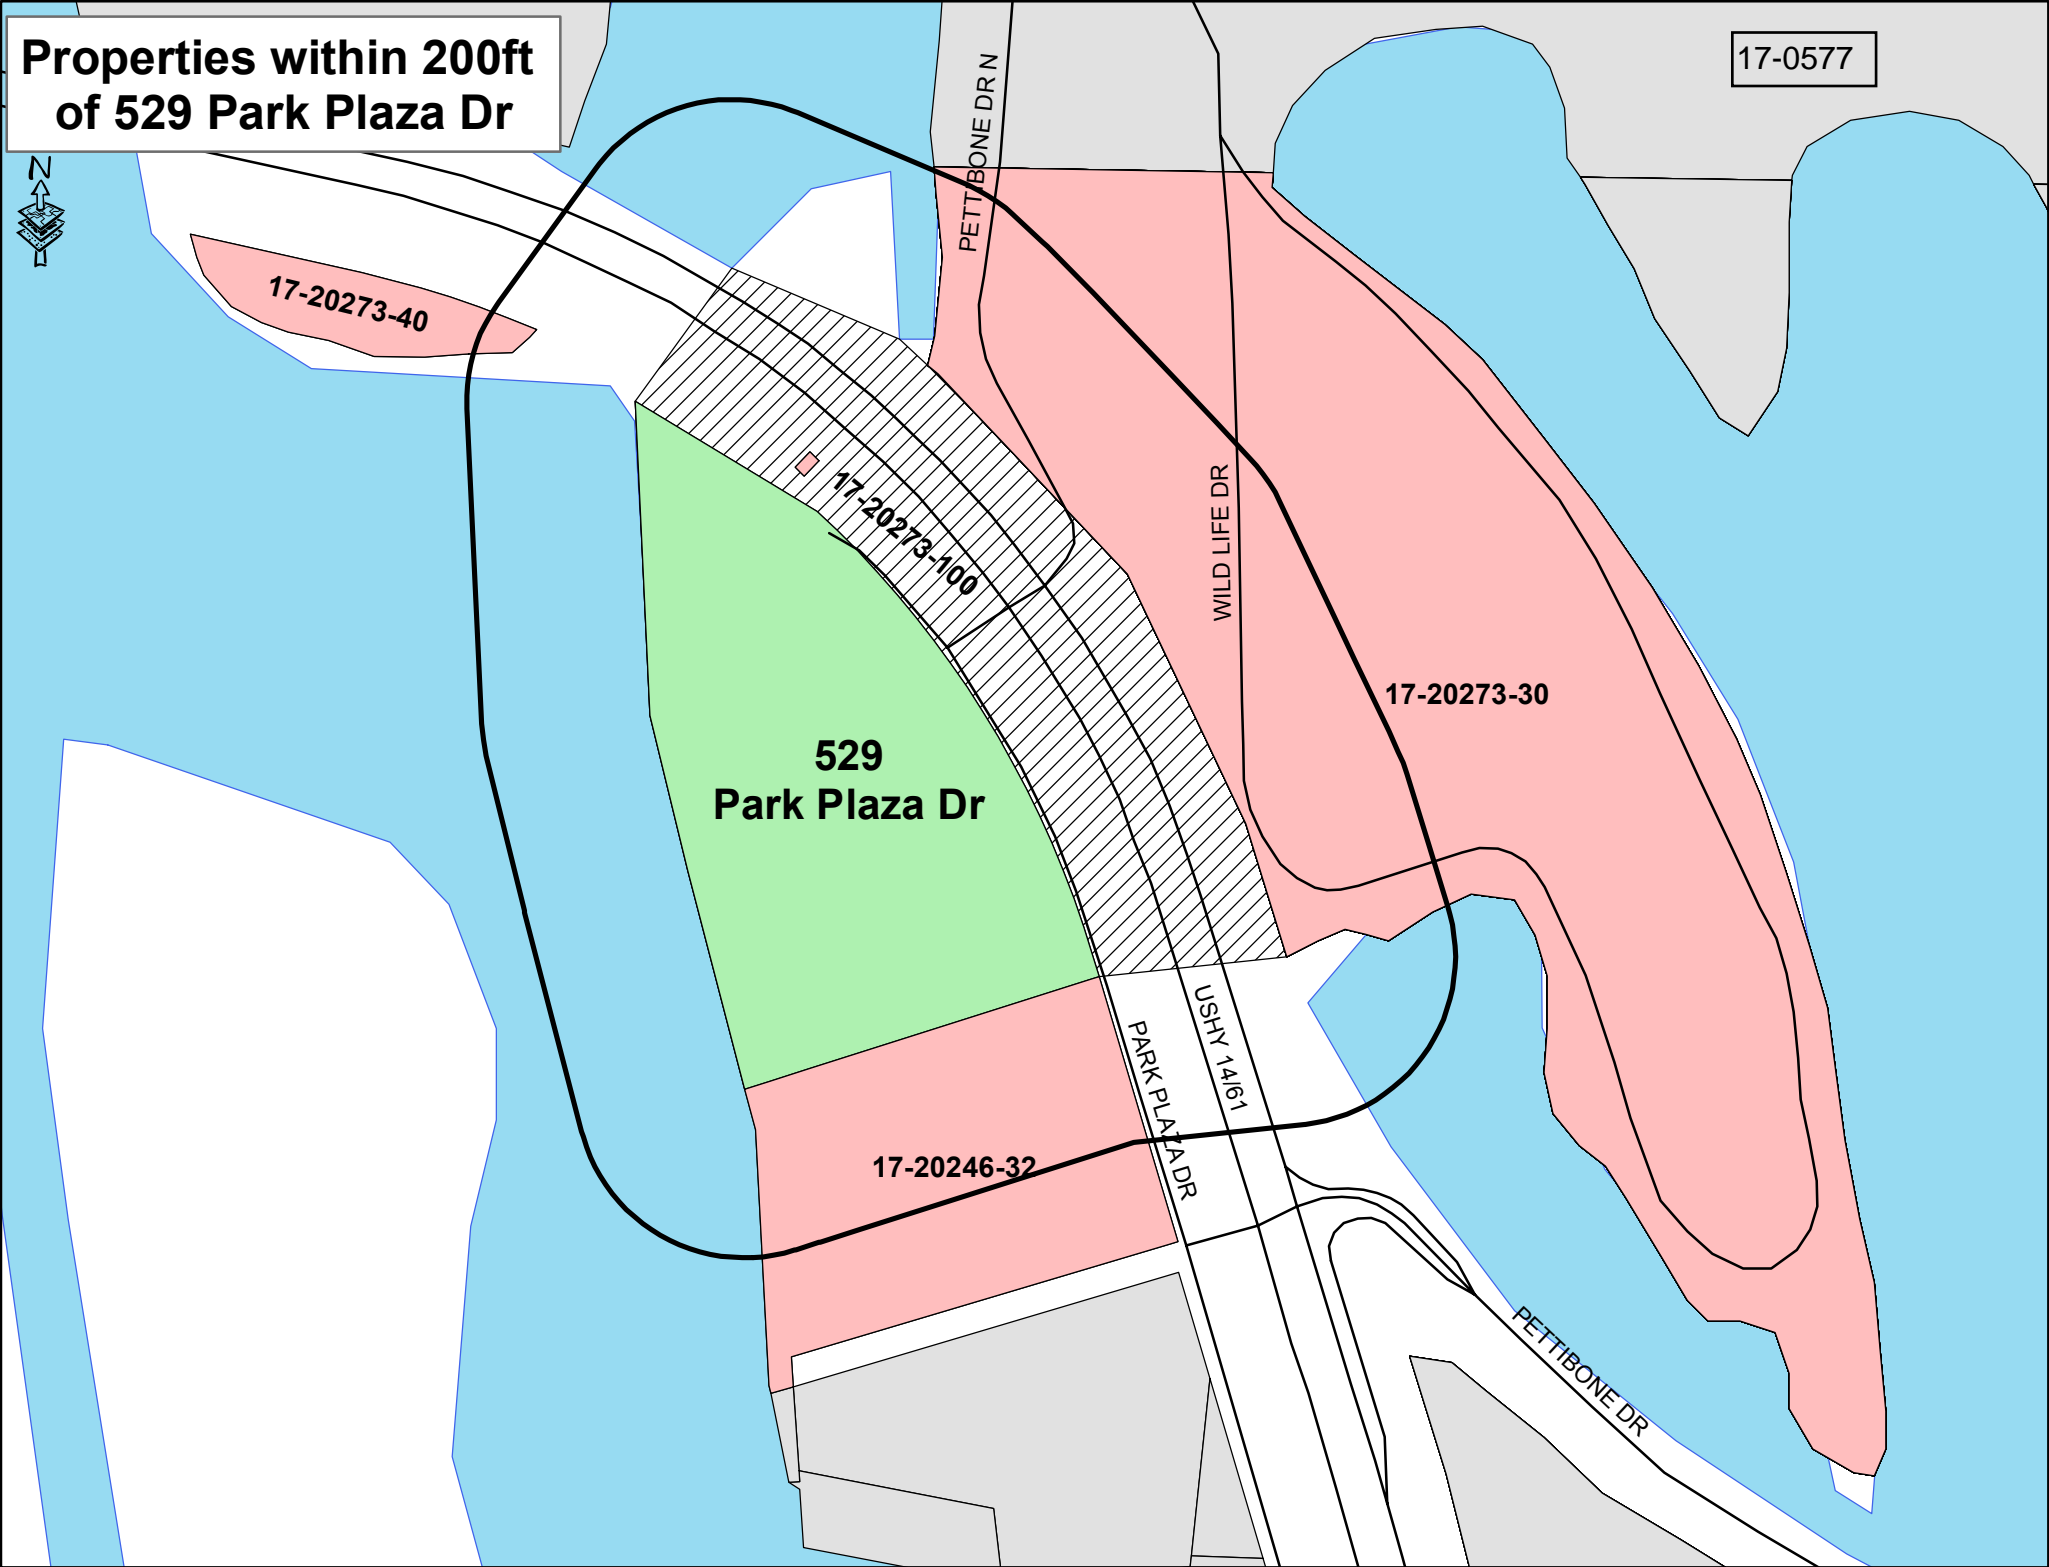 Properties within 200ft
of 529 Park Plaza Dr
17-0577
N
PETTIBONE DR N
17-20273-40
17-20273-100
WILD LIFE DR
17-20273-30
529
Park Plaza Dr
USHY 14/61
PARK PLAZA DR
17-20246-32
PETTIBONE DR